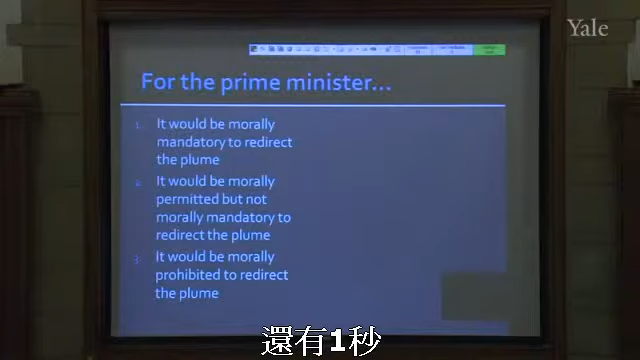 Yale
For the prime minister...
1. It would be morally
mandatory to redirect
the plume
2. It would be morally
permitted but not
morally mandatory to
redirect the plume
3. It would be morally
prohibited to redirect
the plume
還有1秒